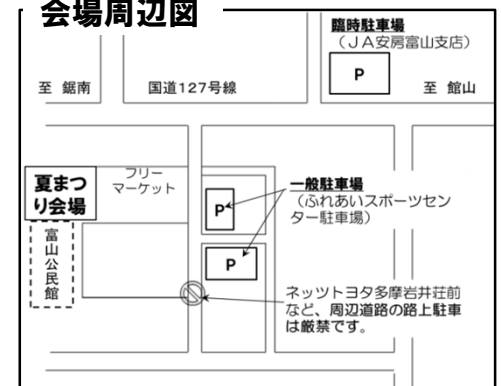 会場周辺図
臨時駐車場
（ＪＡ安房富山支店）
P
至 鋸南
国道127号線
至 館山
夏まつ
り会場
フリー
マーケット
P
一般駐車場
（ふれあいスポーツセン
ター駐車場）
富山公民館
P
ネッツトヨタ多摩岩井荘前
など、周辺道路の路上駐車
は厳禁です。